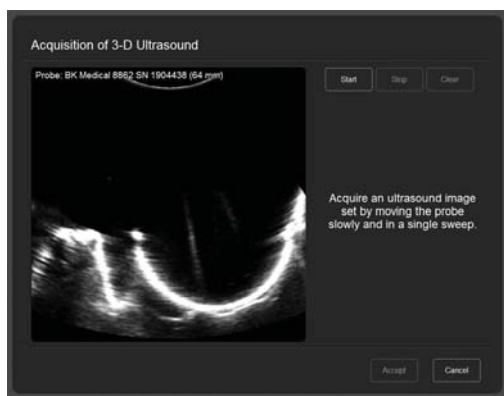 Acquisition of 3-D Ultrasound
Probe: BK Medical 8862 SN 1904438 (64 mm)
Start
Stop
Clear
Acquire an ultrasound image
set by moving the probe
slowly and in a single sweep.
Accept
Cancel